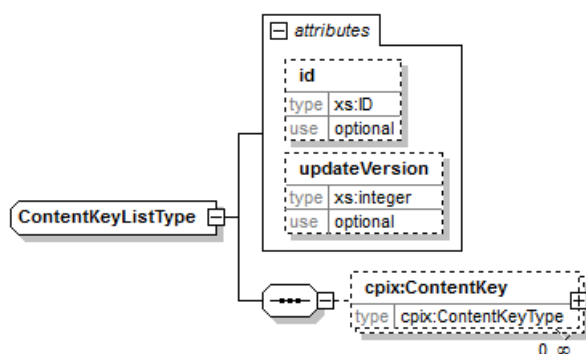 attributes
id
type xs:ID
use optional
updateVersion
type xs:integer
use optional
ContentKeyListType
cpix:ContentKey
type cpix:ContentKeyType
0..∞